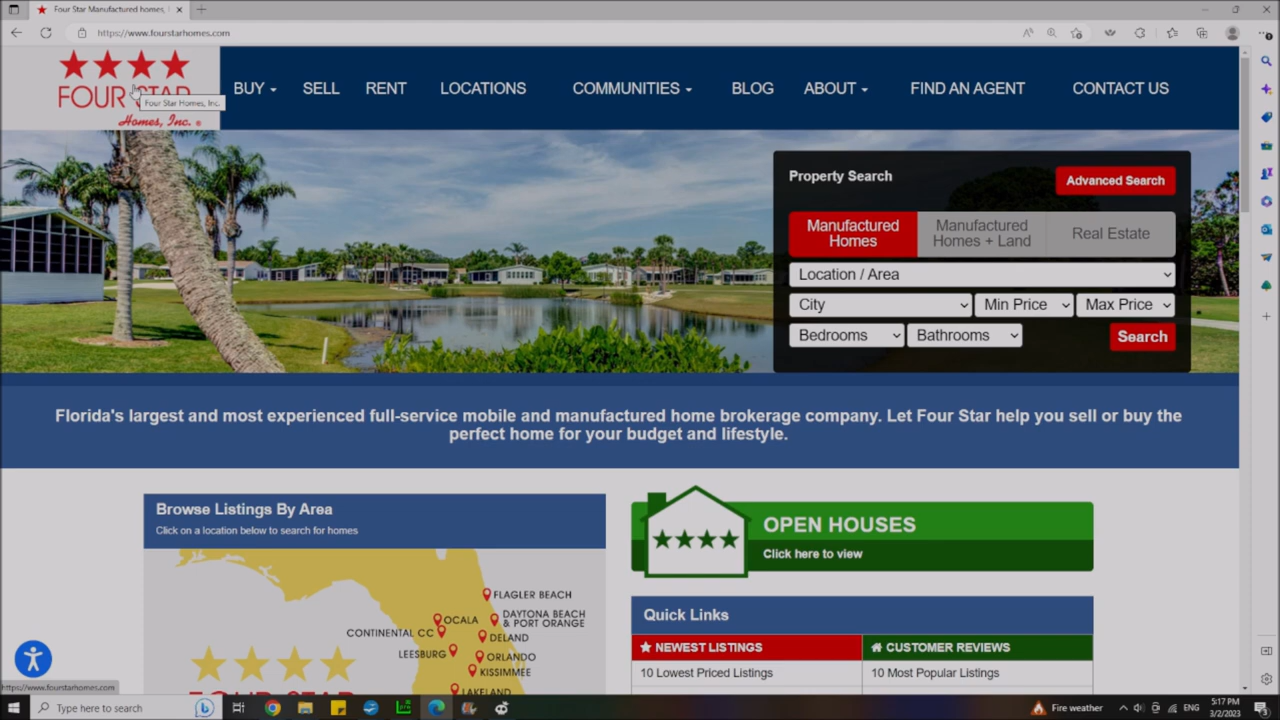 Four Star Manufactured homes,
https://www.fourstarhomes.com
FOUR STAR
Homes, Inc. ®
Four Star Homes, Inc.
BUY
SELL
RENT
LOCATIONS
COMMUNITIES
BLOG
ABOUT
FIND AN AGENT
CONTACT US
Property Search
Advanced Search
Manufactured
Homes
Manufactured
Homes + Land
Real Estate
Location / Area
City
Min Price
Max Price
Bedrooms
Bathrooms
Search
Florida's largest and most experienced full-service mobile and manufactured home brokerage company. Let Four Star help you sell or buy the
perfect home for your budget and lifestyle.
Browse Listings By Area
Click on a location below to search for homes
FLAGLER BEACH
OCALA
DAYTONA BEACH
& PORT ORANGE
CONTINENTAL CC
DELAND
LEESBURG
ORLANDO
KISSIMMEE
LAKELAND
FOUR STAR
OPEN HOUSES
Click here to view
Quick Links
NEWEST LISTINGS
CUSTOMER REVIEWS
10 Lowest Priced Listings
10 Most Popular Listings
https://www.fourstarhomes.com
Type here to search
Fire weather
ENG
5:17 PM
3/2/2023